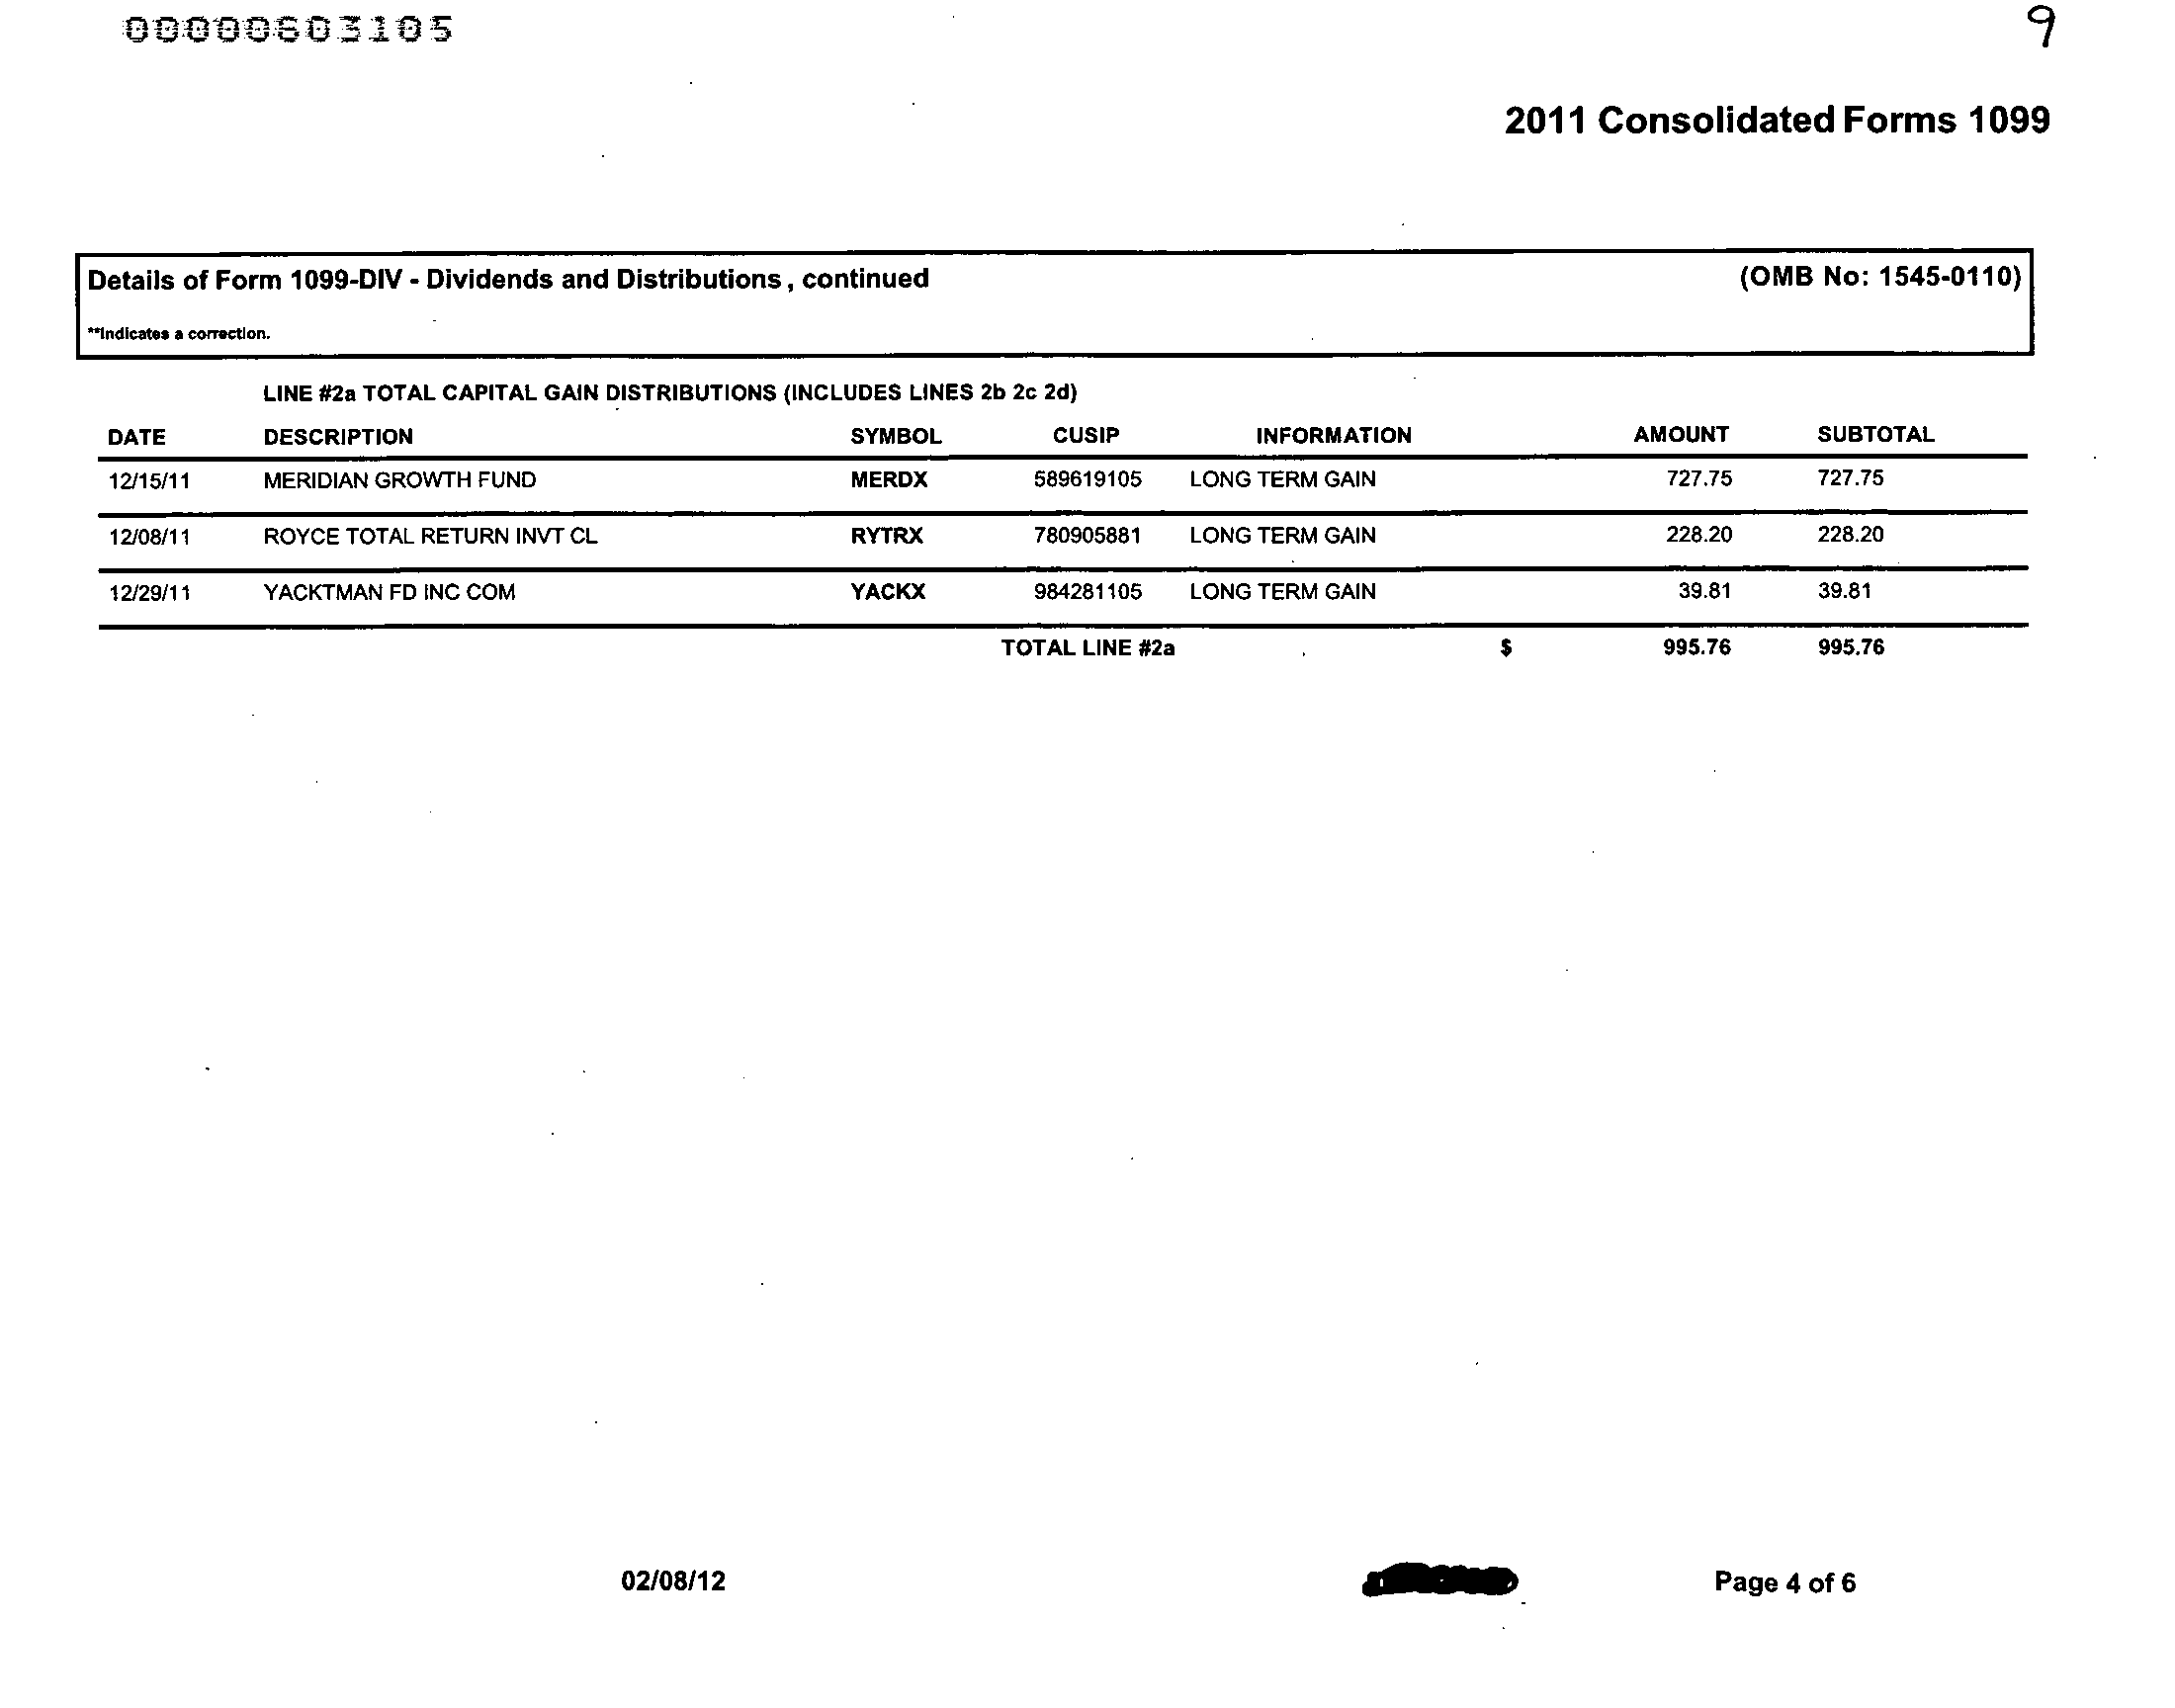 00000603105
9
2011 Consolidated Forms 1099
Details of Form 1099-DIV - Dividends and Distributions, continued (OMB No: 1545-0110)
**Indicates a correction.
LINE #2a TOTAL CAPITAL GAIN DISTRIBUTIONS (INCLUDES LINES 2b 2c 2d)
DATE DESCRIPTION SYMBOL CUSIP INFORMATION AMOUNT SUBTOTAL
12/15/11 MERIDIAN GROWTH FUND MERDX 589619105 LONG TERM GAIN 727.75 727.75
12/08/11 ROYCE TOTAL RETURN INVT CL RYTRX 780905881 LONG TERM GAIN 228.20 228.20
12/29/11 YACKTMAN FD INC COM YACKX 984281105 LONG TERM GAIN 39.81 39.81
TOTAL LINE #2a $ 995.76 995.76
02/08/12 Page 4 of 6